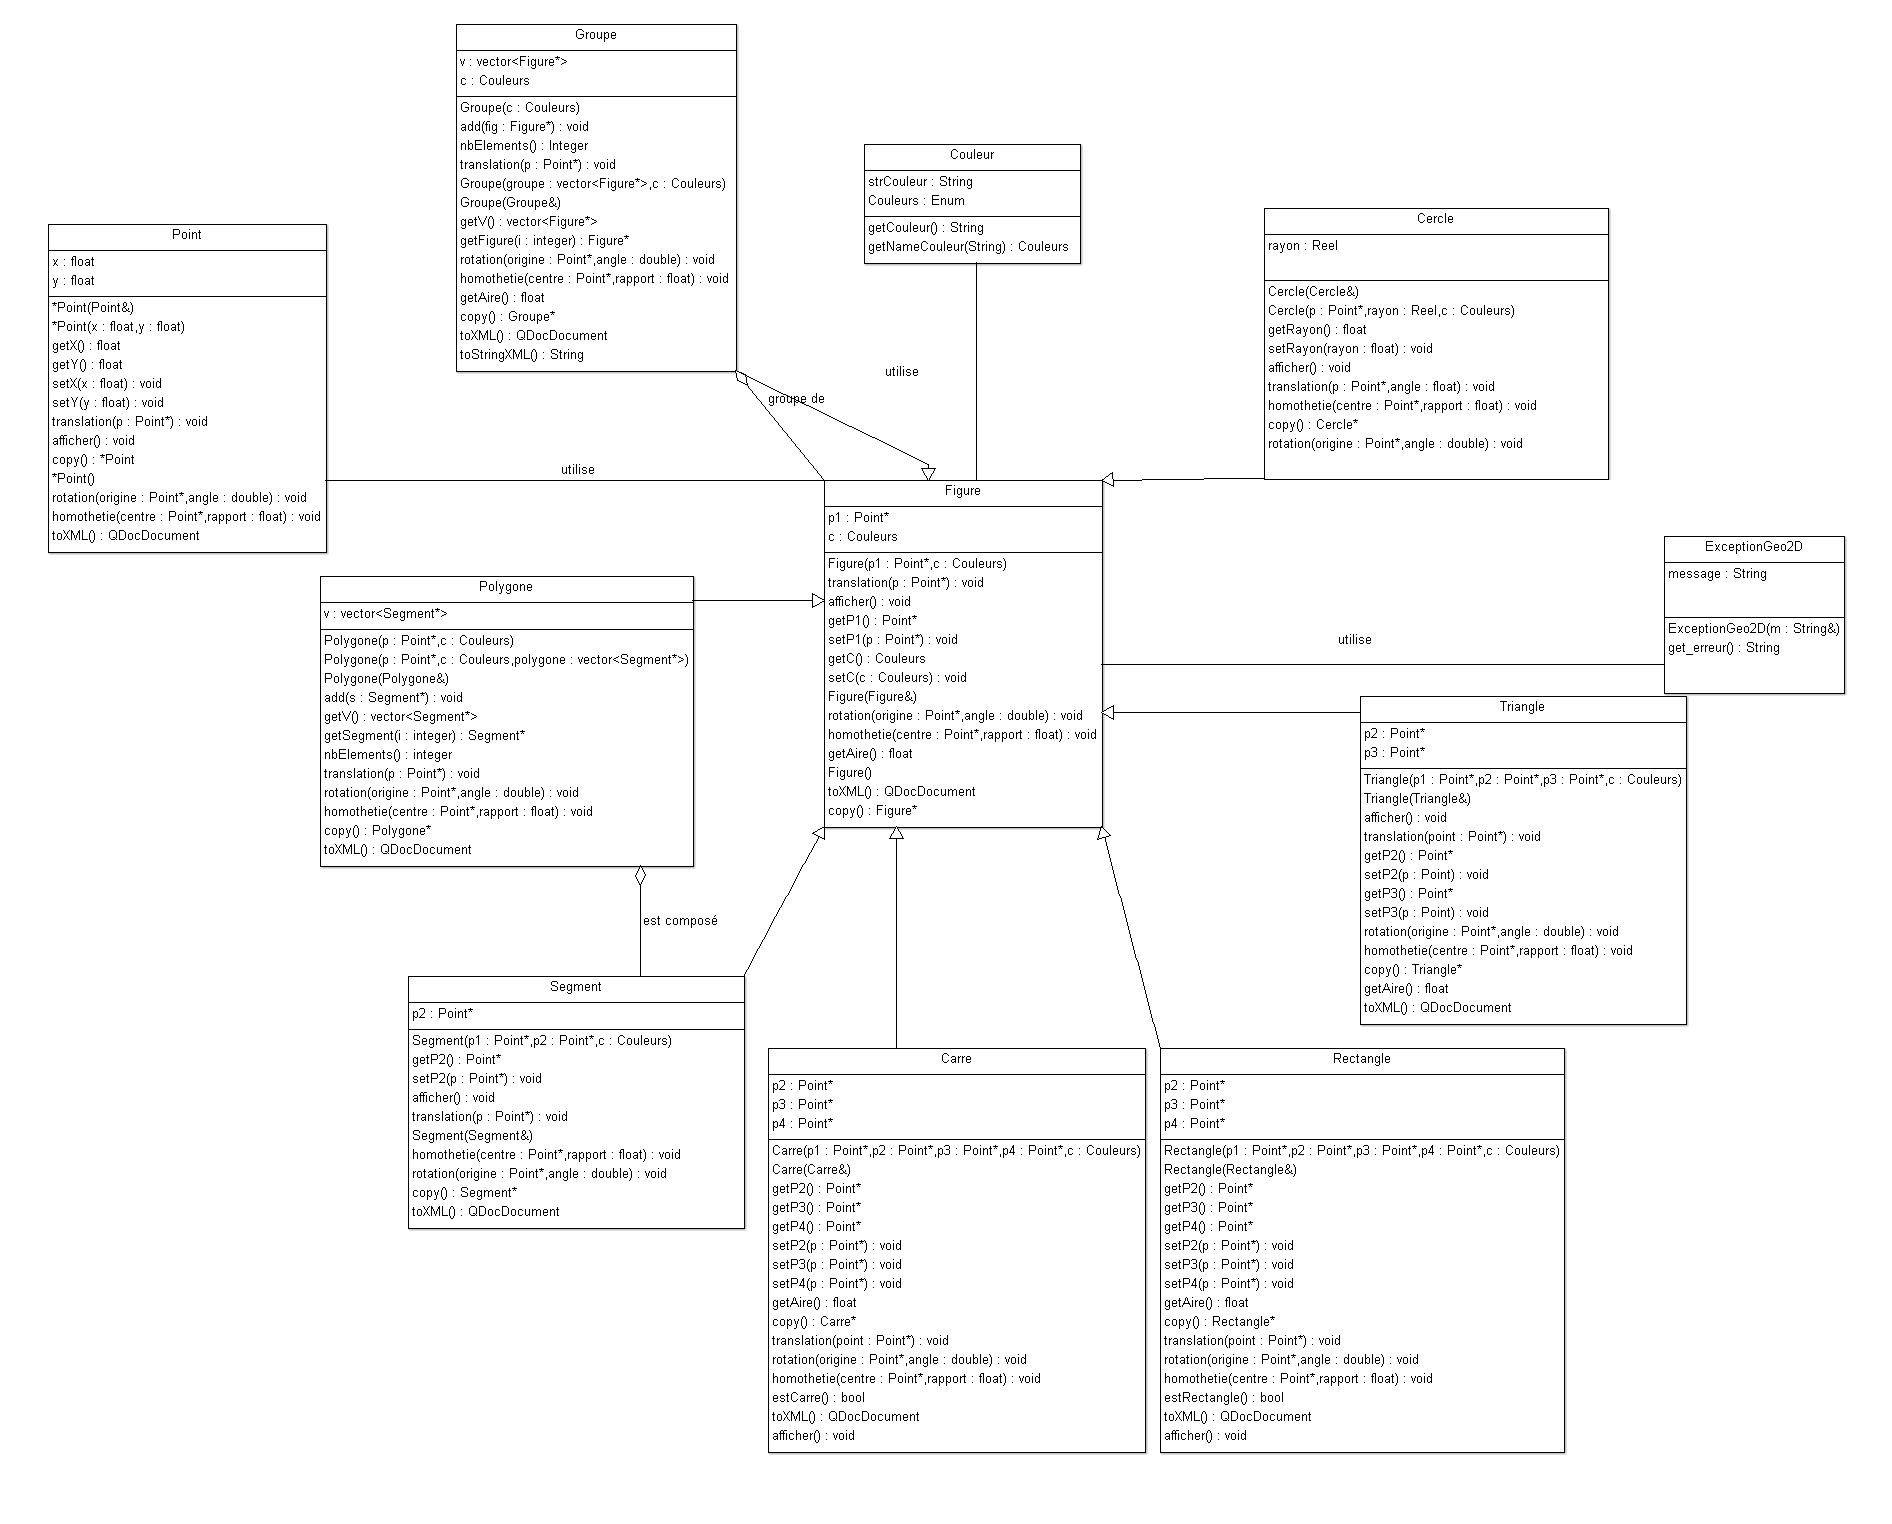 Groupe
v : vector<Figure*>
c : Couleurs
Groupe(c : Couleurs)
add(fig : Figure*) : void
nbElements() : Integer
translation(p : Point*) : void
Groupe(groupe : vector<Figure*>,c : Couleurs)
Groupe(Groupe&)
getV() : vector<Figure*>
getFigure(i : integer) : Figure*
rotation(origine : Point*,angle : double) : void
homothetie(centre : Point*,rapport : float) : void
getAire() : float
copy() : Groupe*
toXML() : QDocDocument
toStringXML() : String
Couleur
strCouleur : String
Couleurs : Enum
getCouleur() : String
getNameCouleur(String) : Couleurs
Cercle
rayon : Reel
Cercle(Cercle&)
Cercle(p : Point*,rayon : Reel,c : Couleurs)
getRayon() : float
setRayon(rayon : float) : void
afficher() : void
translation(p : Point*,angle : float) : void
homothetie(centre : Point*,rapport : float) : void
copy() : Cercle*
rotation(origine : Point*,angle : double) : void
Point
x : float
y : float
*Point(Point&)
*Point(x : float,y : float)
getX() : float
getY() : float
setX(x : float) : void
setY(y : float) : void
translation(p : Point*) : void
afficher() : void
copy() : *Point
*Point()
rotation(origine : Point*,angle : double) : void
homothetie(centre : Point*,rapport : float) : void
toXML() : QDocDocument
utilise
groupe de
utilise
Figure
p1 : Point*
c : Couleurs
Figure(p1 : Point*,c : Couleurs)
translation(p : Point*) : void
afficher() : void
getP1() : Point*
setP1(p : Point*) : void
getC() : Couleurs
setC(c : Couleurs) : void
Figure(Figure&)
rotation(origine : Point*,angle : double) : void
homothetie(centre : Point*,rapport : float) : void
getAire() : float
Figure()
toXML() : QDocDocument
copy() : Figure*
ExceptionGeo2D
message : String
ExceptionGeo2D(m : String&)
get_erreur() : String
utilise
Polygone
v : vector<Segment*>
Polygone(p : Point*,c : Couleurs)
Polygone(p : Point*,c : Couleurs,polygone : vector<Segment*>)
Polygone(Polygone&)
add(s : Segment*) : void
getV() : vector<Segment*>
getSegment(i : integer) : Segment*
nbElements() : integer
translation(p : Point*) : void
rotation(origine : Point*,angle : double) : void
homothetie(centre : Point*,rapport : float) : void
copy() : Polygone*
toXML() : QDocDocument
est composé
Triangle
p2 : Point*
p3 : Point*
Triangle(p1 : Point*,p2 : Point*,p3 : Point*,c : Couleurs)
Triangle(Triangle&)
afficher() : void
translation(point : Point*) : void
getP2() : Point*
setP2(p : Point) : void
getP3() : Point*
setP3(p : Point) : void
rotation(origine : Point*,angle : double) : void
homothetie(centre : Point*,rapport : float) : void
copy() : Triangle*
getAire() : float
toXML() : QDocDocument
Segment
p2 : Point*
Segment(p1 : Point*,p2 : Point*,c : Couleurs)
getP2() : Point*
setP2(p : Point*) : void
afficher() : void
translation(p : Point*) : void
Segment(Segment&)
homothetie(centre : Point*,rapport : float) : void
rotation(origine : Point*,angle : double) : void
copy() : Segment*
toXML() : QDocDocument
Carre
p2 : Point*
p3 : Point*
p4 : Point*
Carre(p1 : Point*,p2 : Point*,p3 : Point*,p4 : Point*,c : Couleurs)
Carre(Carre&)
getP2() : Point*
getP3() : Point*
getP4() : Point*
setP2(p : Point*) : void
setP3(p : Point*) : void
setP4(p : Point*) : void
getAire() : float
copy() : Carre*
translation(point : Point*) : void
rotation(origine : Point*,angle : double) : void
homothetie(centre : Point*,rapport : float) : void
estCarre() : bool
toXML() : QDocDocument
afficher() : void
Rectangle
p2 : Point*
p3 : Point*
p4 : Point*
Rectangle(p1 : Point*,p2 : Point*,p3 : Point*,p4 : Point*,c : Couleurs)
Rectangle(Rectangle&)
getP2() : Point*
getP3() : Point*
getP4() : Point*
setP2(p : Point*) : void
setP3(p : Point*) : void
setP4(p : Point*) : void
getAire() : float
copy() : Rectangle*
translation(point : Point*) : void
rotation(origine : Point*,angle : double) : void
homothetie(centre : Point*,rapport : float) : void
estRectangle() : bool
toXML() : QDocDocument
afficher() : void